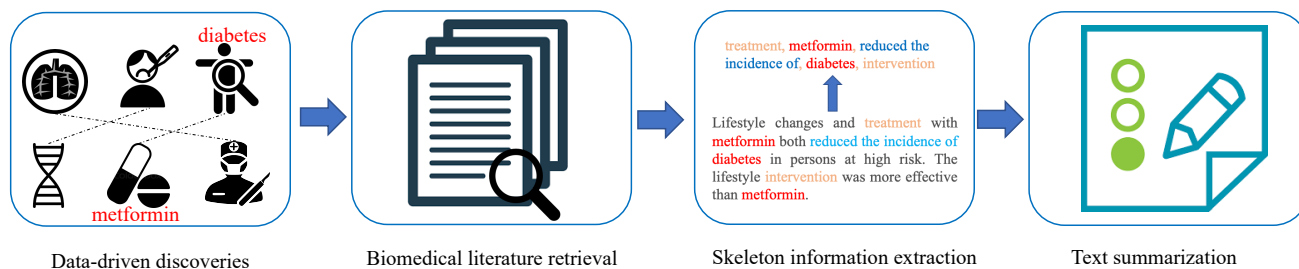 diabetes
metformin
treatment, metformin, reduced the
incidence of, diabetes, intervention
Lifestyle changes and treatment with
metformin both reduced the incidence of
diabetes in persons at high risk. The
lifestyle intervention was more effective
than metformin.
Data-driven discoveries
Biomedical literature retrieval
Skeleton information extraction
Text summarization